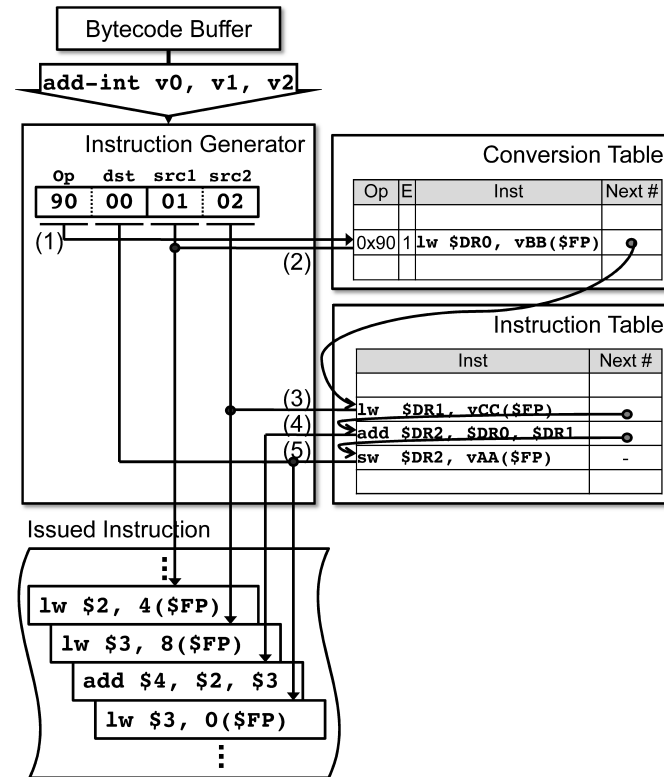 Bytecode Buffer
add-int v0, v1, v2
Instruction Generator
Op dst src1 src2
90 00 01 02
(1)
(2)
(3)
(4)
(5)
Conversion Table
Op E Inst Next #
0x90 1 lw $DR0, vBB($FP)
Instruction Table
Inst Next #
lw $DR1, vCC($FP)
add $DR2, $DR0, $DR1
sw $DR2, vAA($FP) -
Issued Instruction
lw $2, 4($FP)
lw $3, 8($FP)
add $4, $2, $3
lw $3, 0($FP)